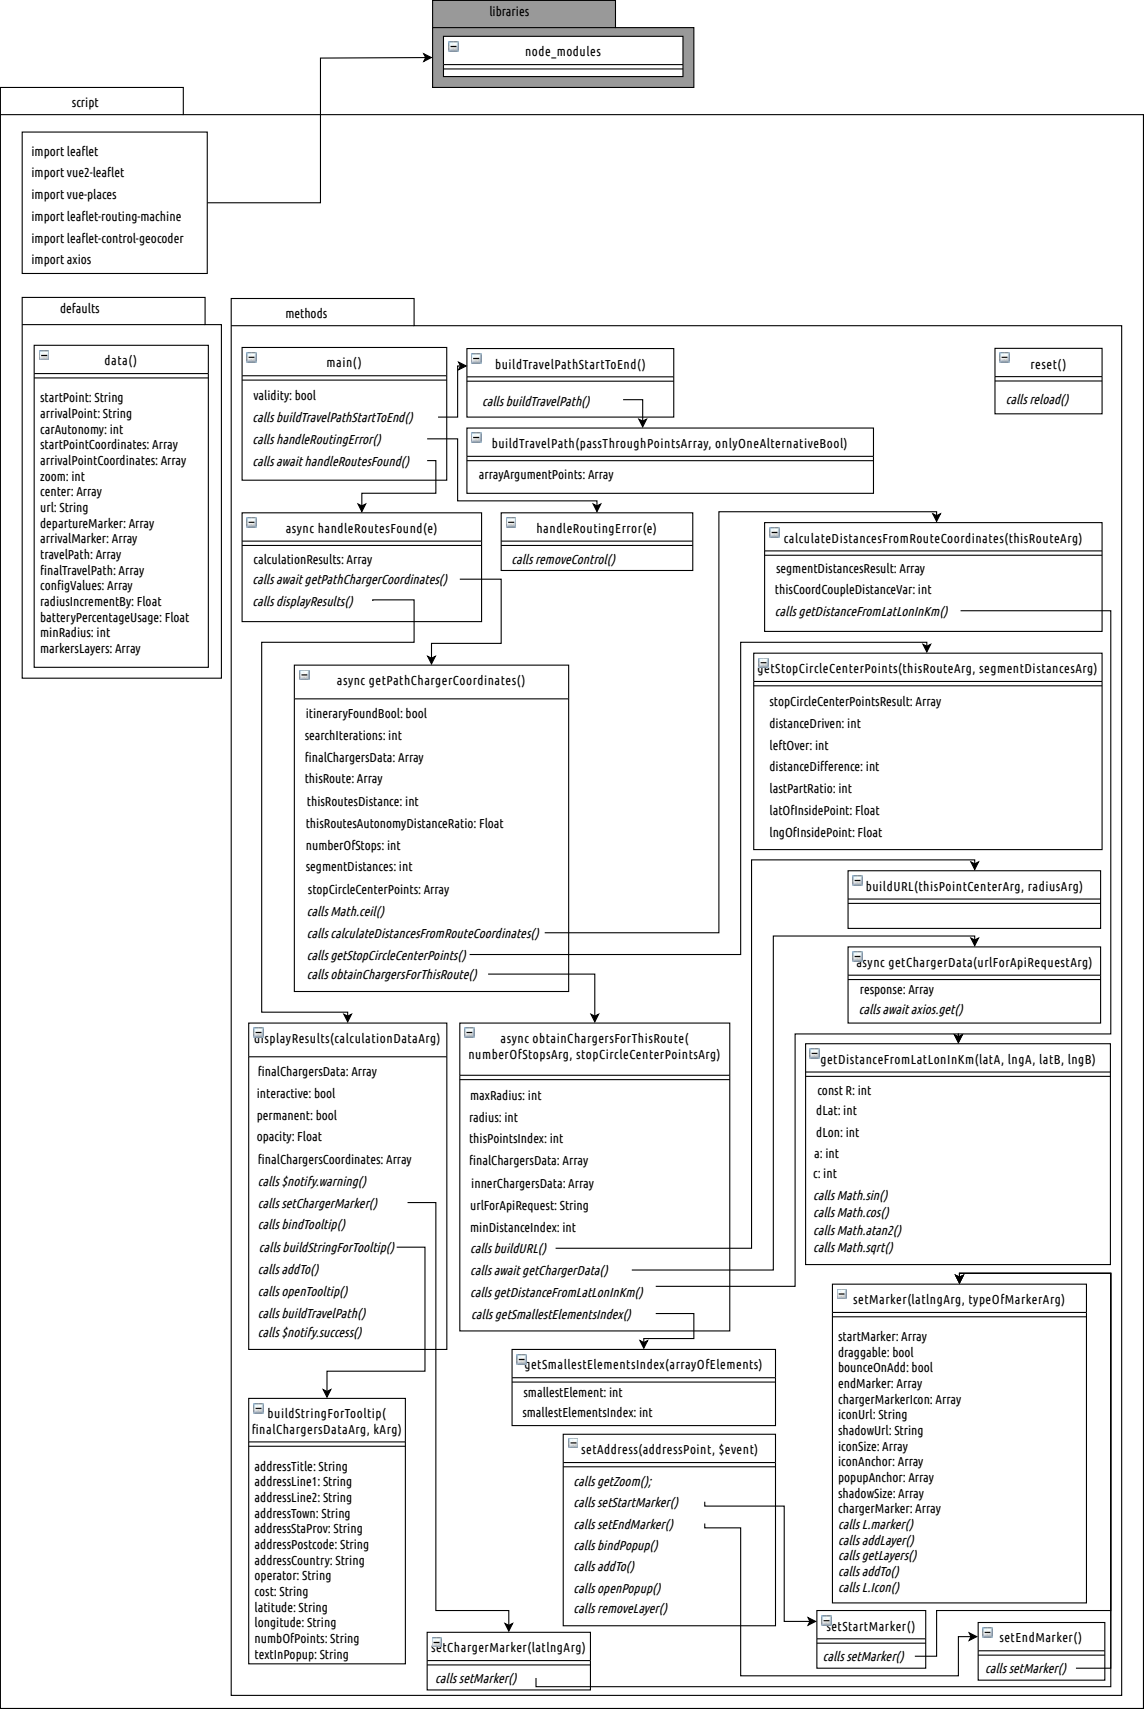 libraries
node_modules
script
import leaflet
import vue2-leaflet
import vue-places
import leaflet-routing-machine
import leaflet-control-geocoder
import axios
defaults
data()
startPoint: String
arrivalPoint: String
carAutonomy: int
startPointCoordinates: Array
arrivalPointCoordinates: Array
zoom: int
center: Array
url: String
departureMarker: Array
arrivalMarker: Array
travelPath: Array
finalTravelPath: Array
configValues: Array
radiusIncrementBy: Float
batteryPercentageUsage: Float
minRadius: int
markersLayers: Array
methods
main()
validity: bool
calls buildTravelPathStartToEnd()
calls handleRoutingError()
calls await handleRoutesFound()
buildTravelPathStartToEnd()
calls buildTravelPath()
reset()
calls reload()
buildTravelPath(passThroughPointsArray, onlyOneAlternativeBool)
arrayArgumentPoints: Array
async handleRoutesFound(e)
calculationResults: Array
calls await getPathChargerCoordinates()
calls displayResults()
handleRoutingError(e)
calls removeControl()
calculateDistancesFromRouteCoordinates(thisRouteArg)
segmentDistancesResult: Array
thisCoordCoupleDistanceVar: int
calls getDistanceFromLatLonInKm()
async getPathChargerCoordinates()
itineraryFoundBool: bool
searchIterations: int
finalChargersData: Array
thisRoute: Array
thisRoutesDistance: int
thisRoutesAutonomyDistanceRatio: Float
numberOfStops: int
segmentDistances: int
stopCircleCenterPoints: Array
calls Math.ceil()
calls calculateDistancesFromRouteCoordinates()
calls getStopCircleCenterPoints()
calls obtainChargersForThisRoute()
getStopCircleCenterPoints(thisRouteArg, segmentDistancesArg)
stopCircleCenterPointsResult: Array
distanceDriven: int
leftOver: int
distanceDifference: int
lastPartRatio: int
latOfInsidePoint: Float
lngOfInsidePoint: Float
buildURL(thisPointCenterArg, radiusArg)
async getChargerData(urlForApiRequestArg)
response: Array
calls await axios.get()
displayResults(calculationDataArg)
finalChargersData: Array
interactive: bool
permanent: bool
opacity: Float
finalChargersCoordinates: Array
calls $notify.warning()
calls setChargerMarker()
calls bindTooltip()
calls buildStringForTooltip()
calls addTo()
calls openTooltip()
calls buildTravelPath()
calls $notify.success()
async obtainChargersForThisRoute(
numberOfStopsArg, stopCircleCenterPointsArg)
maxRadius: int
radius: int
thisPointsIndex: int
finalChargersData: Array
innerChargersData: Array
urlForApiRequest: String
minDistanceIndex: int
calls buildURL()
calls await getChargerData()
calls getDistanceFromLatLonInKm()
calls getSmallestElementsIndex()
getDistanceFromLatLonInKm(latA, lngA, latB, lngB)
const R: int
dLat: int
dLon: int
a: int
c: int
calls Math.sin()
calls Math.cos()
calls Math.atan2()
calls Math.sqrt()
getSmallestElementsIndex(arrayOfElements)
smallestElement: int
smallestElementsIndex: int
setMarker(latlngArg, typeOfMarkerArg)
startMarker: Array
draggable: bool
bounceOnAdd: bool
endMarker: Array
chargerMarkerIcon: Array
iconUrl: String
shadowUrl: String
iconSize: Array
iconAnchor: Array
popupAnchor: Array
shadowSize: Array
chargerMarker: Array
calls L.marker()
calls addLayer()
calls getLayers()
calls addTo()
calls L.Icon()
buildStringForTooltip(
finalChargersDataArg, kArg)
addressTitle: String
addressLine1: String
addressLine2: String
addressTown: String
addressStaProv: String
addressPostcode: String
addressCountry: String
operator: String
cost: String
latitude: String
longitude: String
numbOfPoints: String
textInPopup: String
setAddress(addressPoint, $event)
calls getZoom();
calls setStartMarker()
calls setEndMarker()
calls bindPopup()
calls addTo()
calls openPopup()
calls removeLayer()
setChargerMarker(latlngArg)
calls setMarker()
setStartMarker()
calls setMarker()
setEndMarker()
calls setMarker()